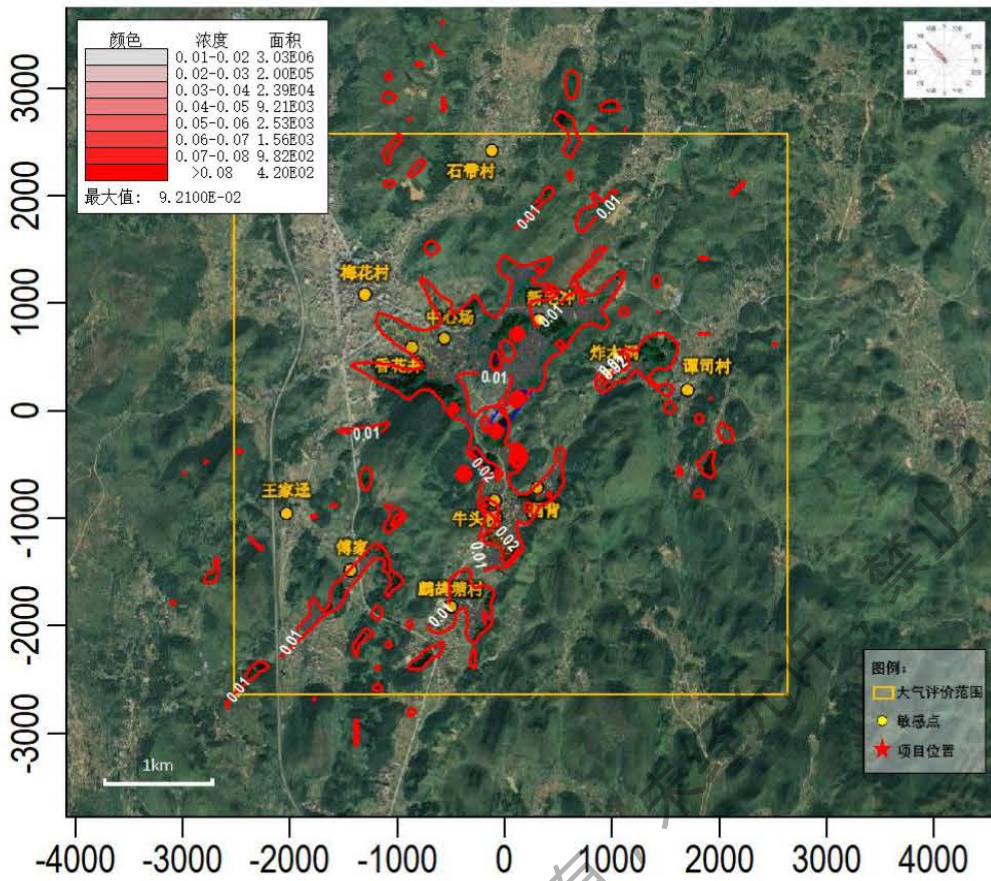 颜色 浓度 面积
0.01-0.02 3.03E06
0.02-0.03 2.00E05
0.03-0.04 2.39E04
0.04-0.05 9.21E03
0.05-0.06 2.53E03
0.06-0.07 1.56E03
0.07-0.08 9.82E02
>0.08 4.20E02
最大值: 9.2100E-02
3000
2000
1000
0
-1000
-2000
-3000
石带村
0.01
0.01
梅花村
中心场
0.01
香花
炸木洞
0.02
谭司村
0.01
0.01
0.02
王家迳
牛头
背
0.02
0.01
傅家
鹧鸪塘村
0.01
0.01
0.01
图例:
大气评价范围
敏感点
项目位置
1km
-4000 -3000 -2000 -1000 0 1000 2000 3000 4000